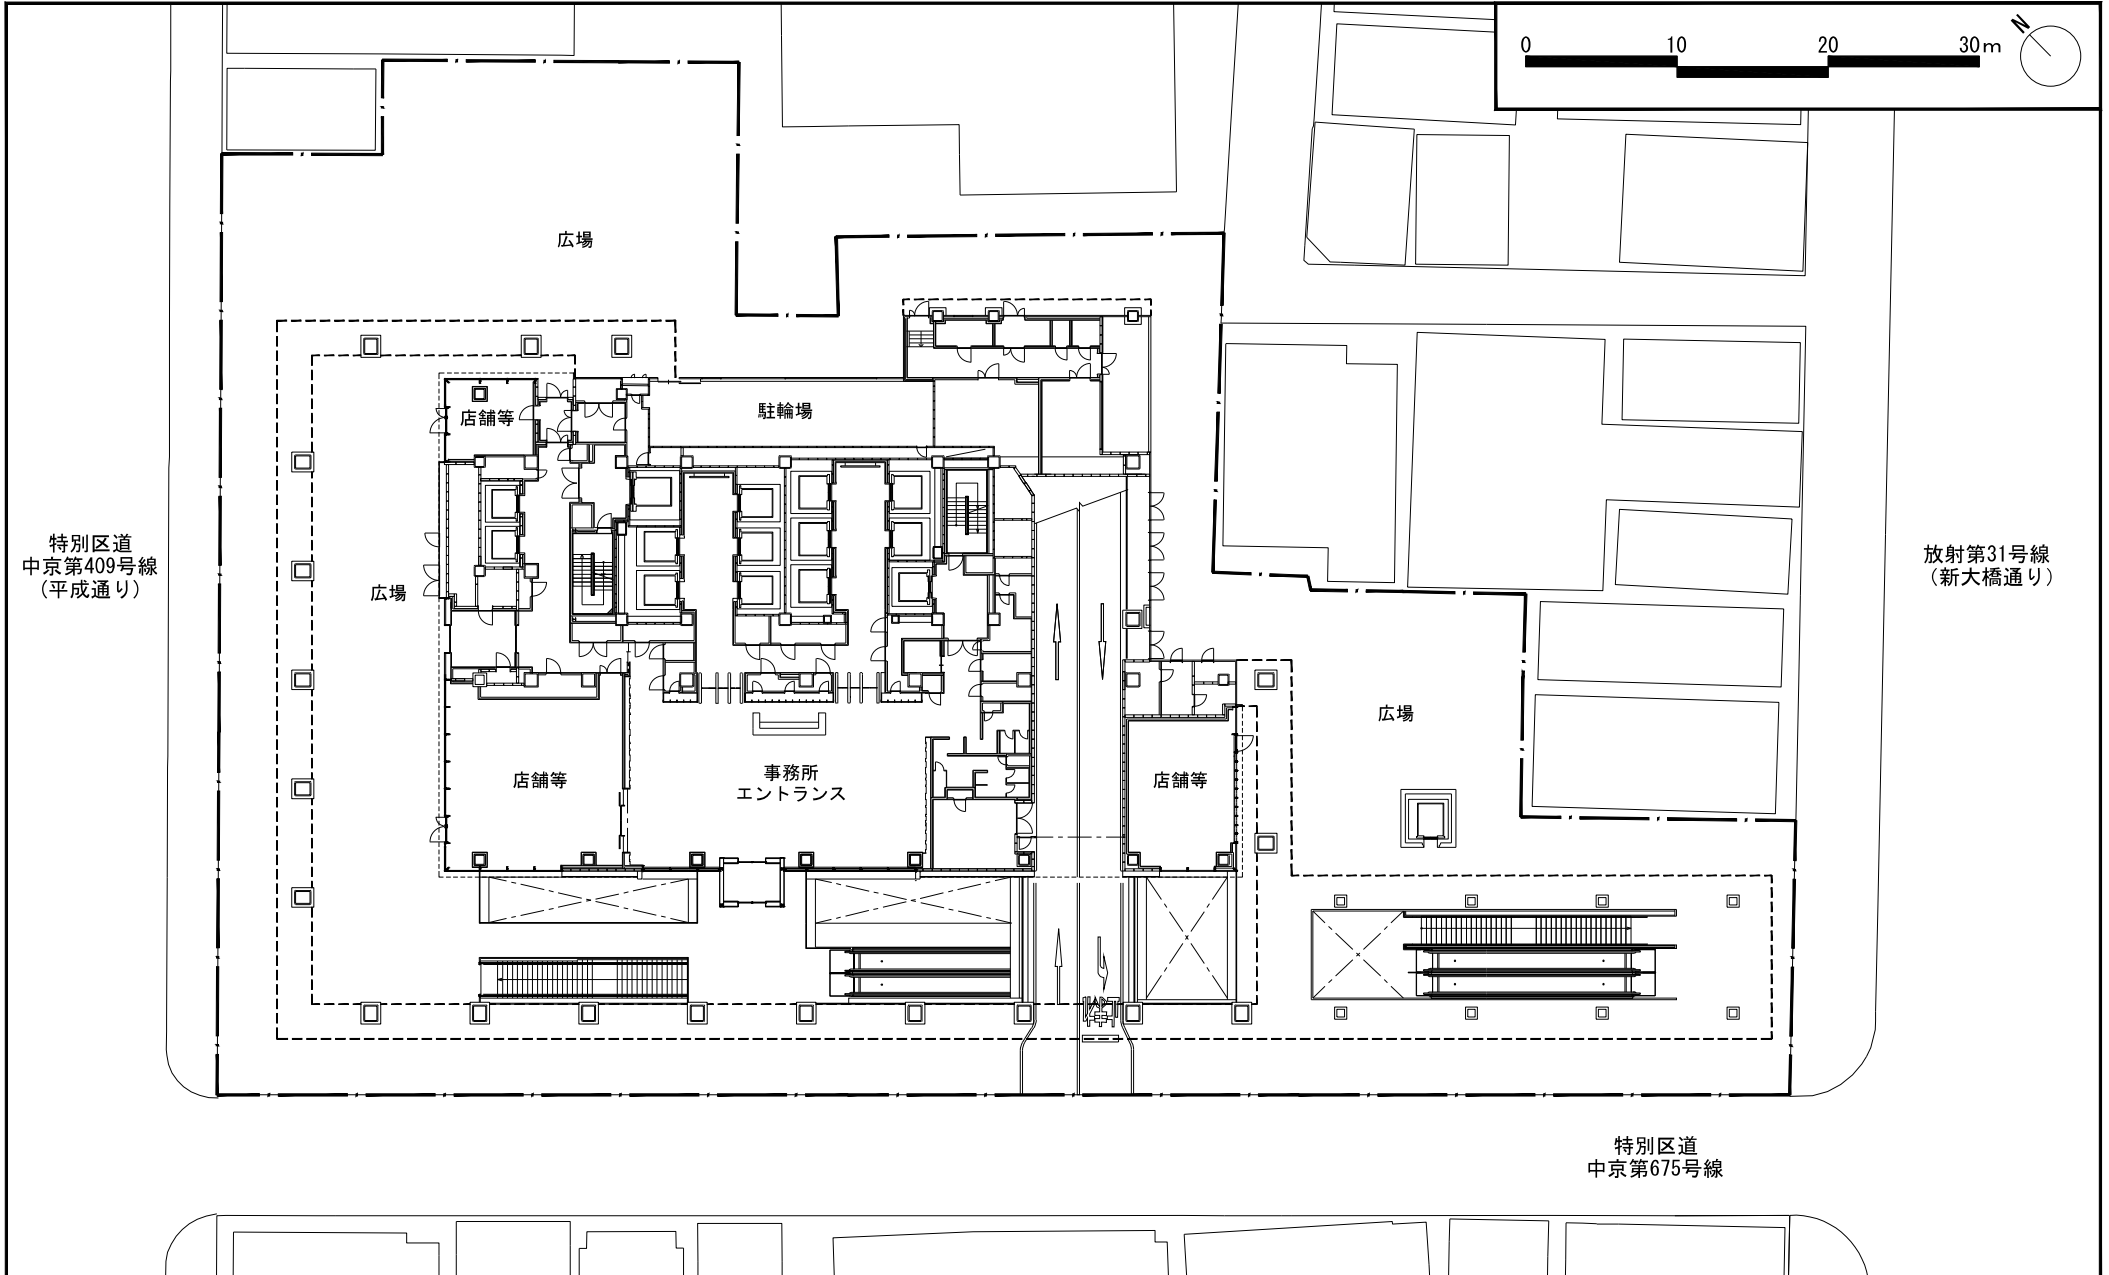 0 10 20 30m
N
広場
駐輪場
店舗等
特別区道
中京第409号線
(平成通り)
広場
放射第31号線
(新大橋通り)
広場
店舗等
事務所
エントランス
店舗等
特別区道
中京第675号線